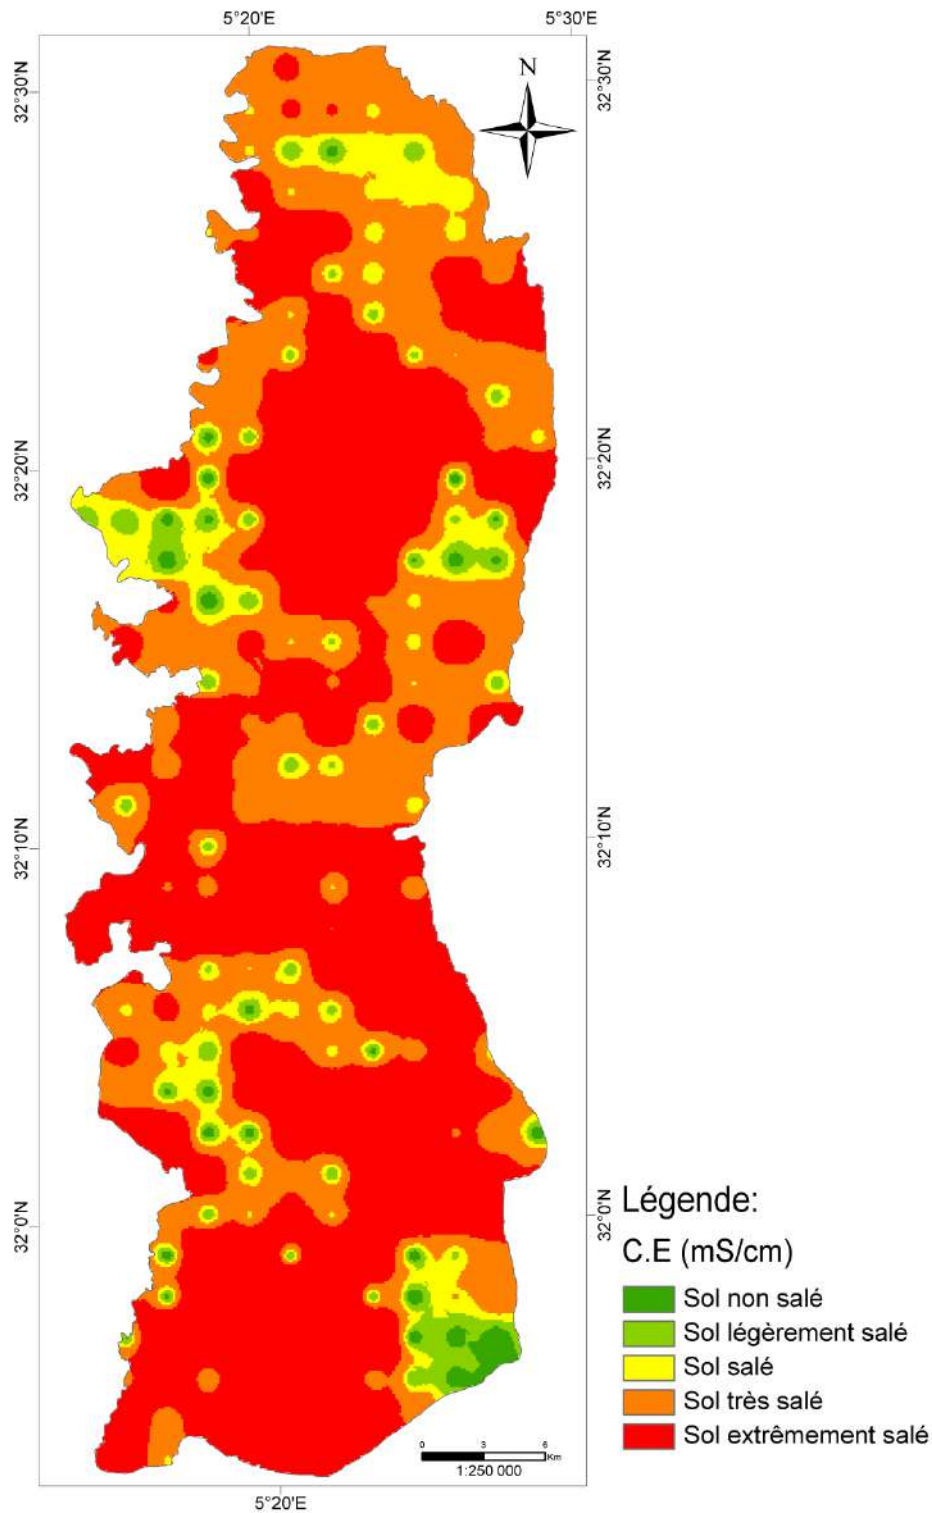 5°20'E
5°30'E
32°30'N
32°30'N
N
32°20'N
32°20'N
32°10'N
32°10'N
32°0'N
32°0'N
Légende:
C.E (mS/cm)
Sol non salé
Sol légèrement salé
Sol salé
Sol très salé
Sol extrêmement salé
0 3 6
Km
1:250 000
5°20'E